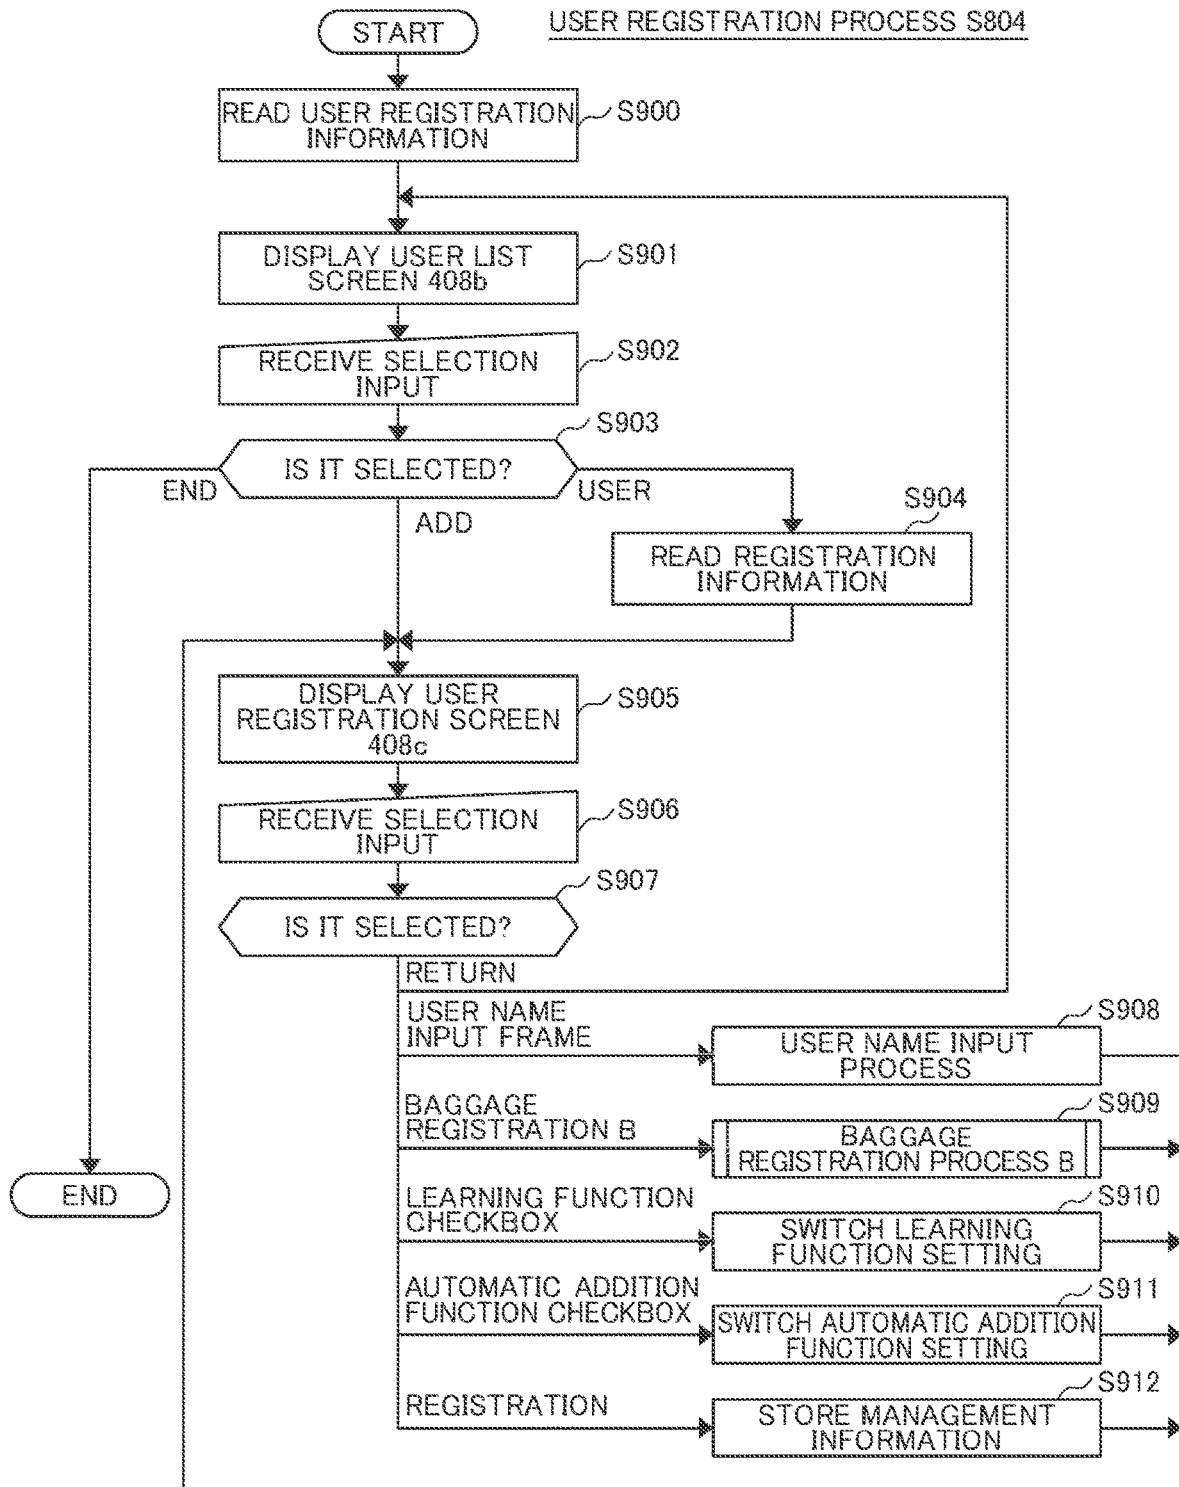 USER REGISTRATION PROCESS S804
START
READ USER REGISTRATION
INFORMATION
S900
DISPLAY USER LIST
SCREEN 408b
S901
RECEIVE SELECTION
INPUT
S902
S903
IS IT SELECTED?
END
USER
ADD
S904
READ REGISTRATION
INFORMATION
DISPLAY USER
REGISTRATION SCREEN
408c
S905
RECEIVE SELECTION
INPUT
S906
S907
IS IT SELECTED?
RETURN
USER NAME
INPUT FRAME
S908
USER NAME INPUT
PROCESS
BAGGAGE
REGISTRATION B
S909
BAGGAGE
REGISTRATION PROCESS B
END
LEARNING FUNCTION
CHECKBOX
S910
SWITCH LEARNING
FUNCTION SETTING
AUTOMATIC ADDITION
FUNCTION CHECKBOX
S911
SWITCH AUTOMATIC ADDITION
FUNCTION SETTING
REGISTRATION
S912
STORE MANAGEMENT
INFORMATION